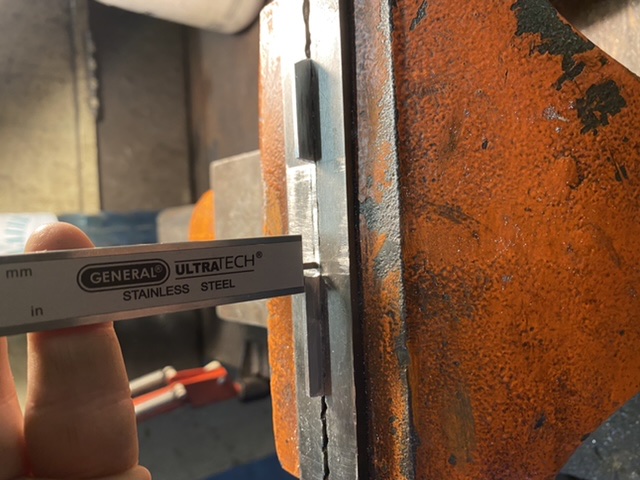 mm
GENERAL® ULTRATECH®
in
STAINLESS STEEL